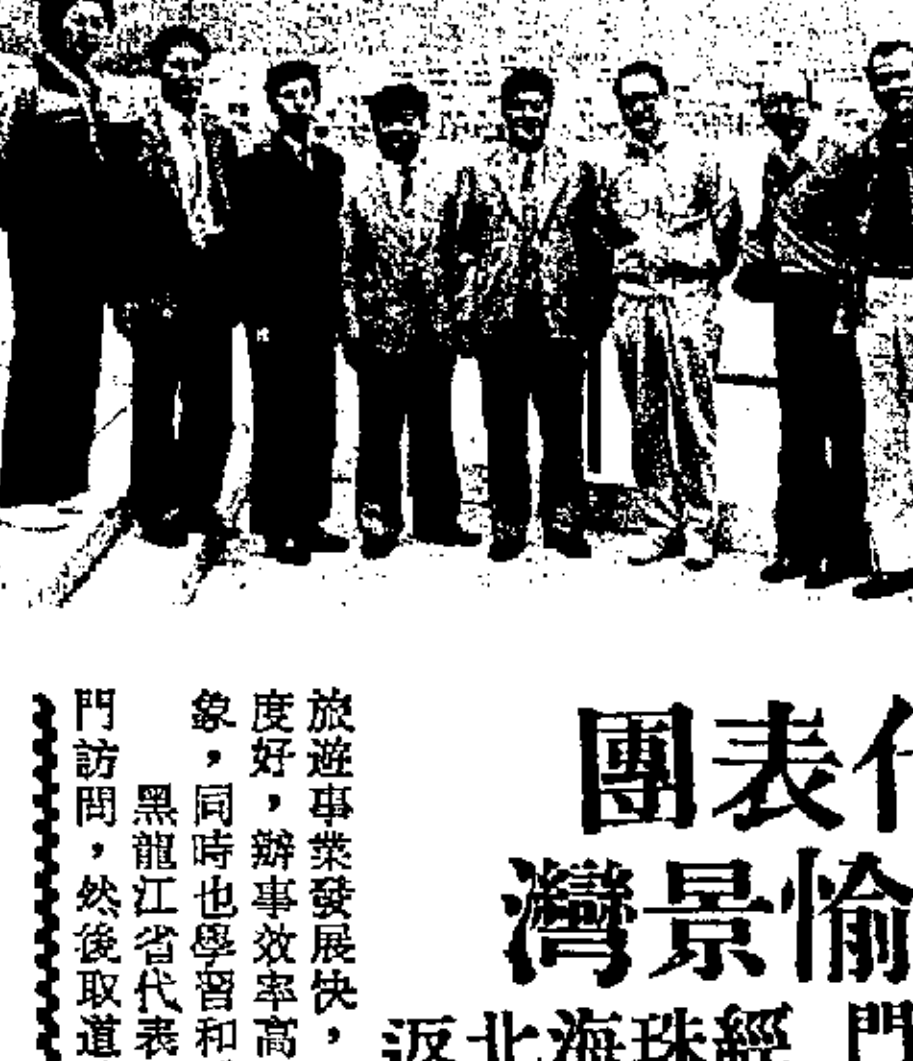 代表團
愉景灣
門 經珠海北返
旅遊事業發展快，
度好，辦事效率高
象，同時也學習和
黑龍江省代表
門訪問，然後取道